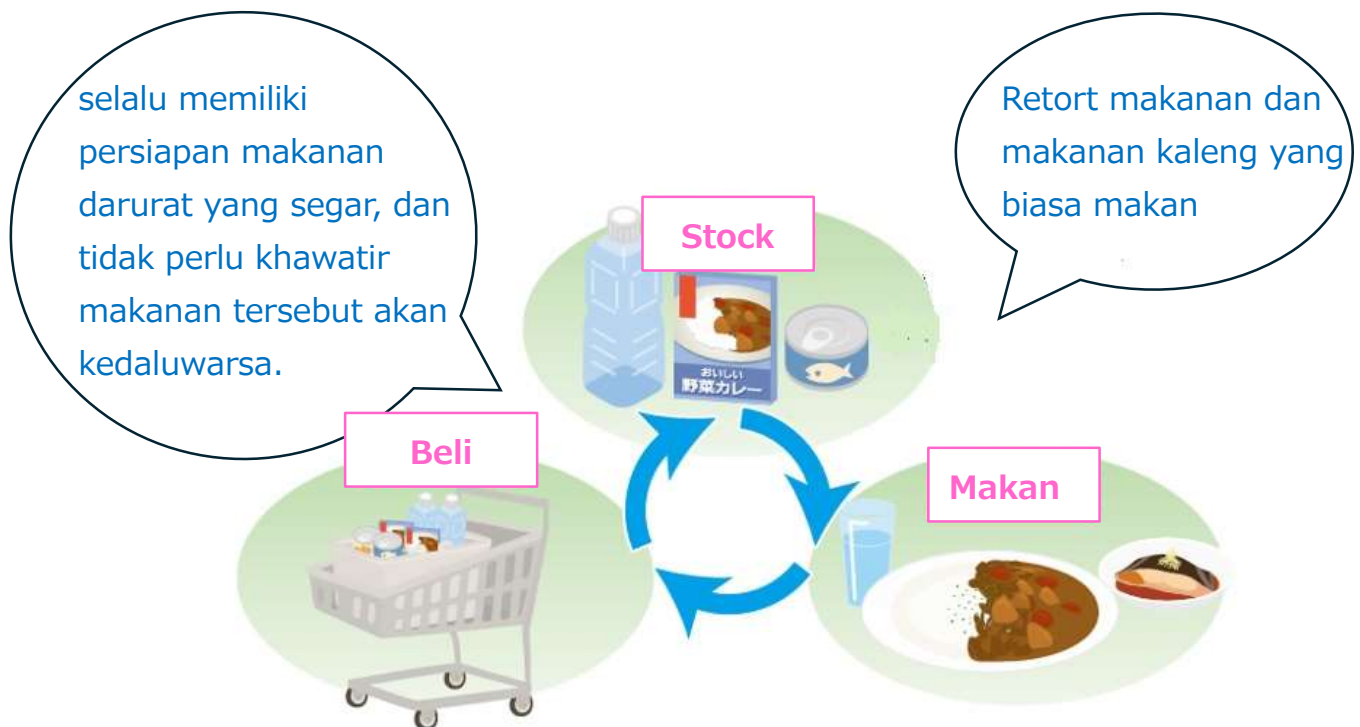 selalu memiliki
persiapan makanan
darurat yang segar, dan
tidak perlu khawatir
makanan tersebut akan
kedaluwarsa.
Retort makanan dan
makanan kaleng yang
biasa makan
Stock
おいしい
野菜カレー
Beli
Makan